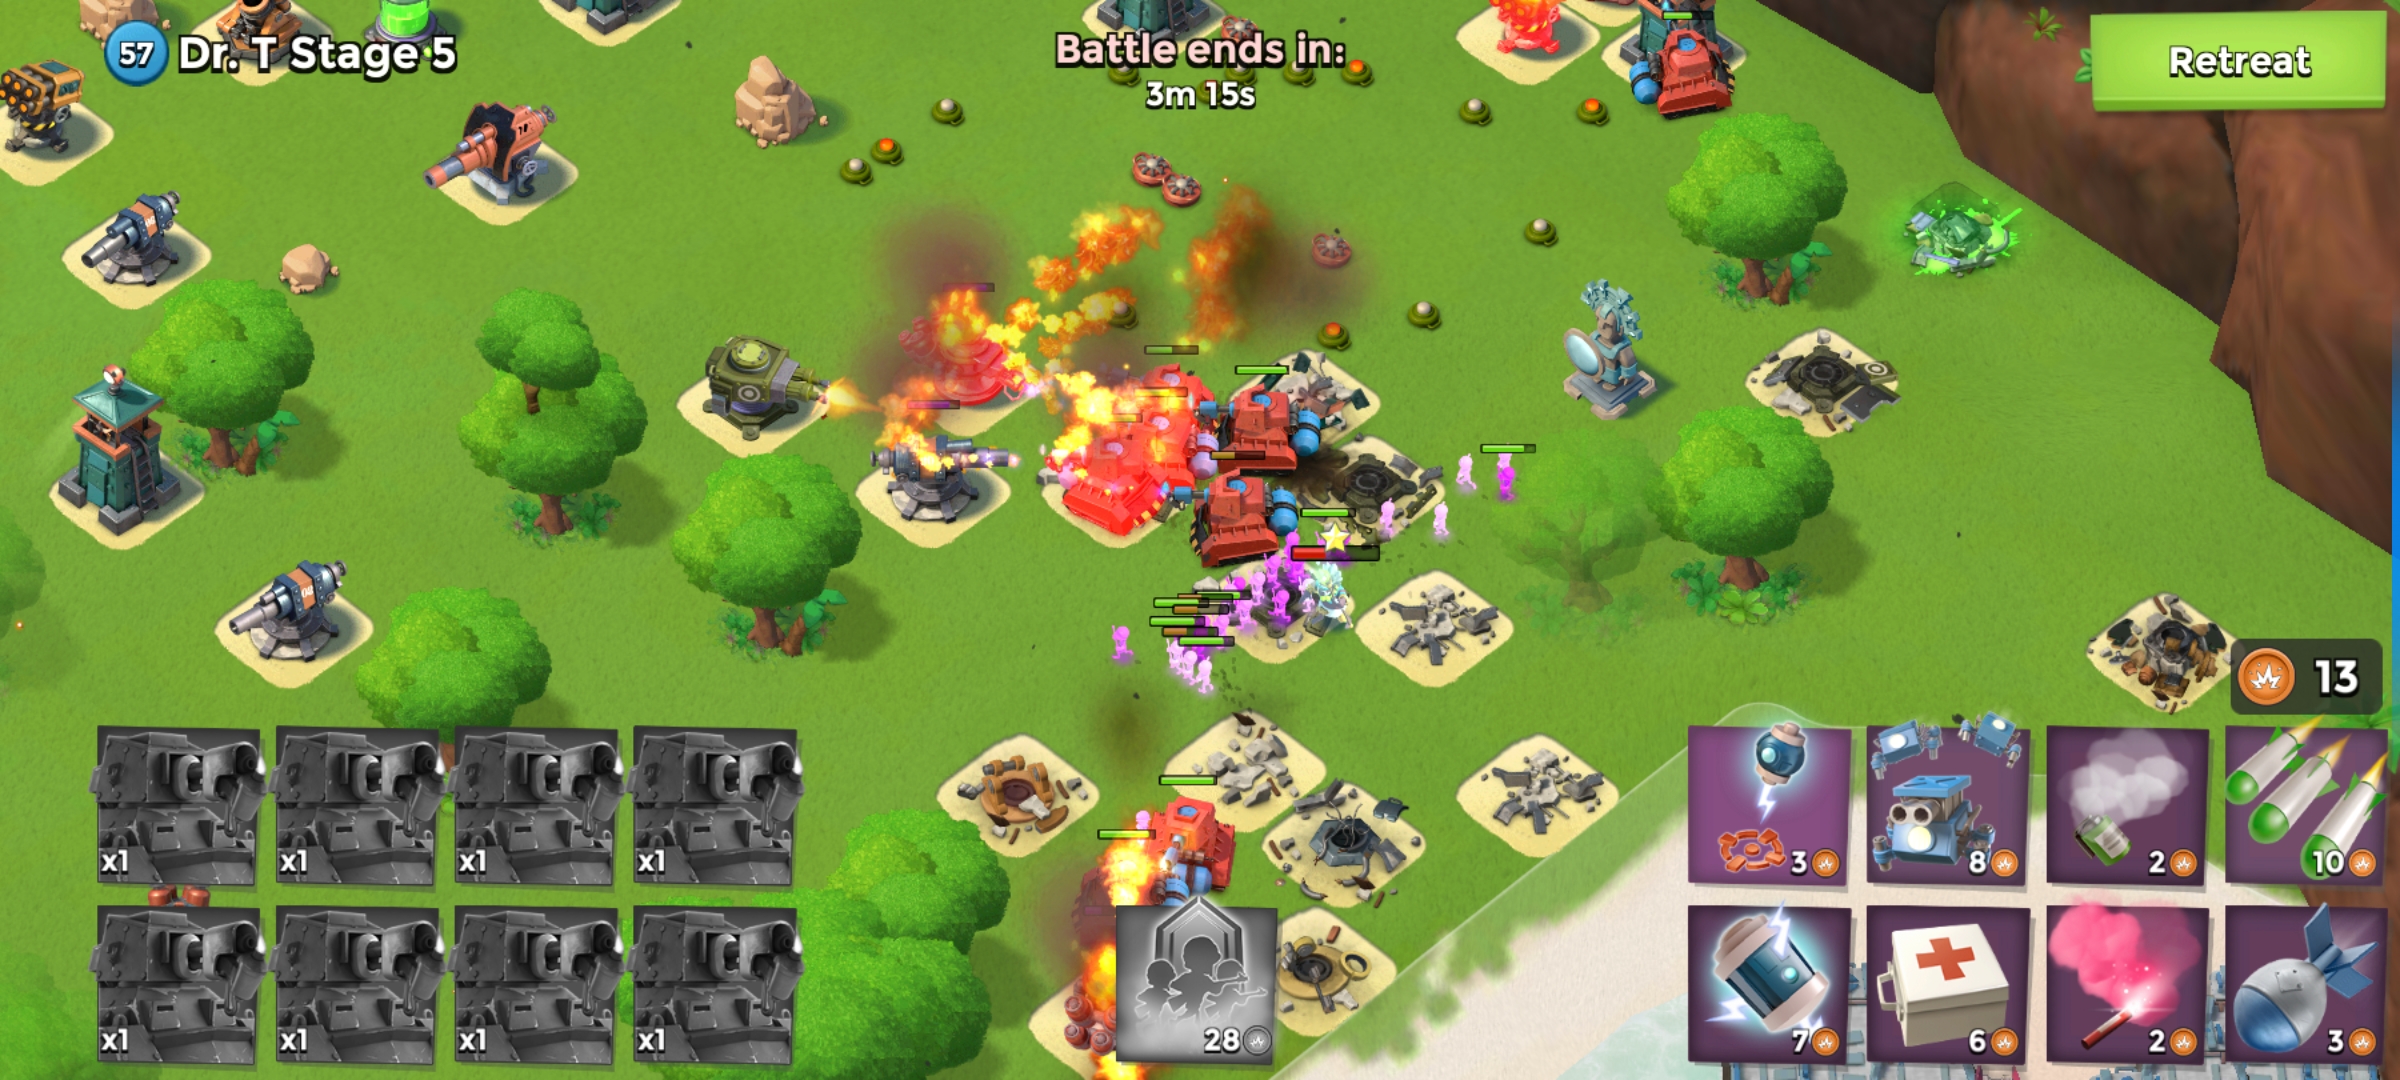 57 Dr. T Stage 5
Battle ends in:
3m 15s
Retreat
13
x1 x1 x1 x1
3 8 2 10
x1 x1 x1 x1
28
7 6 2 3